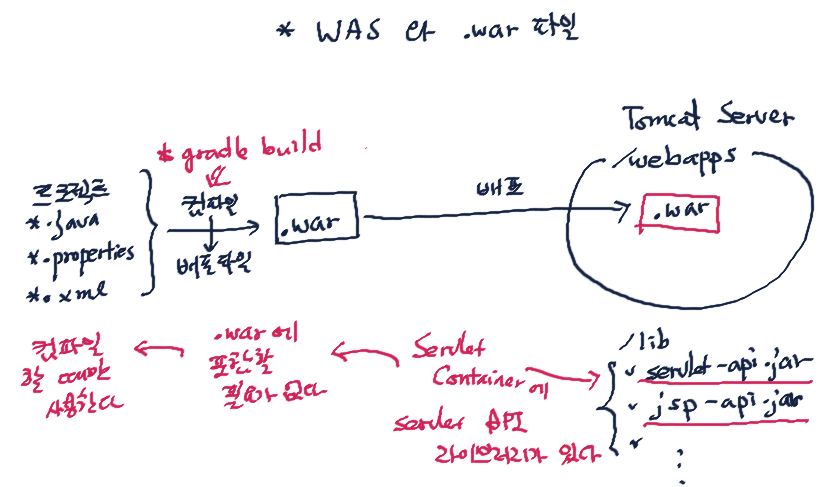 * WAS 와 .war 파일
Tomcat Server
/webapps
* gradle build
프로젝트
*.java
*.properties
*.xml
컴파일
배포파일
.war
배포
.war
컴파일
할 때만
사용한다
.war에
포함할
필요가 없다
Servlet
Container에
servlet API
라이브러리가 있다
/lib
✓ servlet-api.jar
✓ jsp-api.jar
✓
⋮